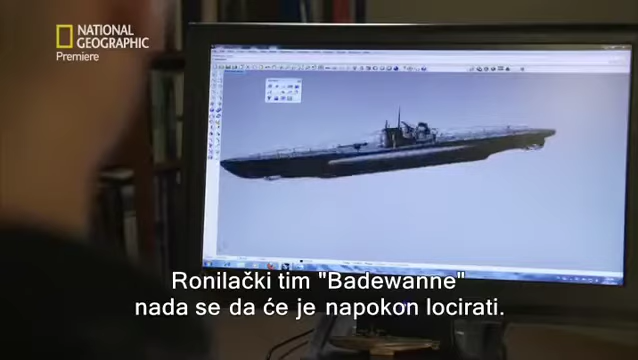 NATIONAL
GEOGRAPHIC
Premiere
Ronilački tim "Badewanne"
nada se da će je napokon locirati.